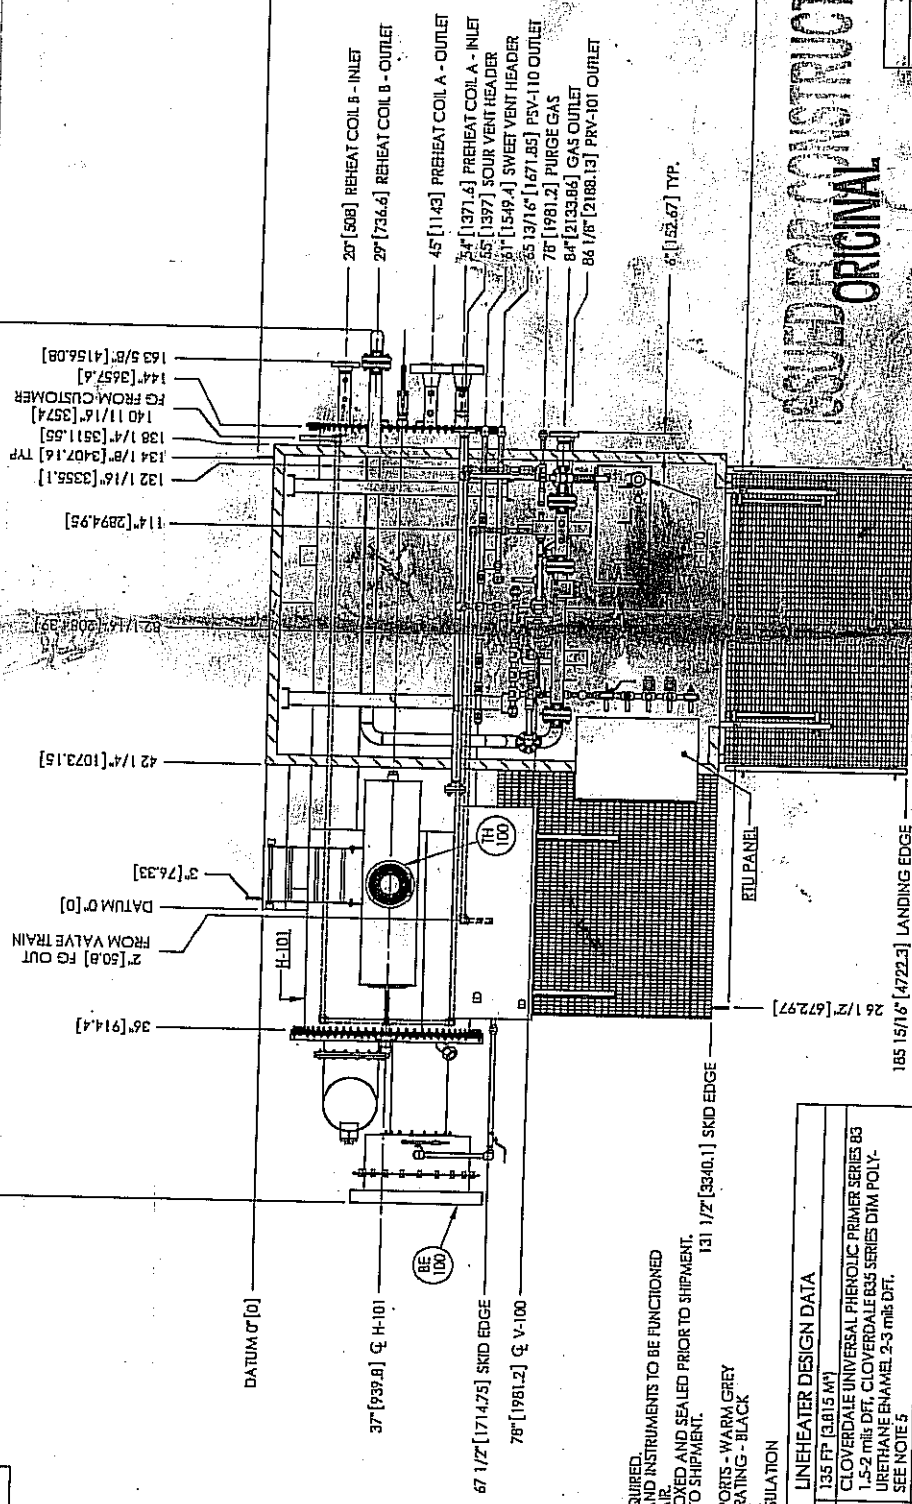 163 5/8" [4156.08]
144" [3657.6]
FG FROM CUSTOMER
140 11/16" [3574]
138 1/4" [3511.55]
134 1/8" [3407.16] TYP
132 1/16" [3355.1]
114" [2894.95]
42 1/4" [1073.15]
3" [76.33]
DATUM 0" [0]
2" [50.8] FG OUT
FROM VALVE TRAIN
36" [914.4]
20" [508] REHEAT COIL B - INLET
29" [736.6] REHEAT COIL B - OUTLET
45" [1143] PREHEAT COIL A - OUTLET
54" [1371.6] PREHEAT COIL A - INLET
55" [1397] SOUR VENT HEADER
61" [1549.4] SWEET VENT HEADER
65 13/16" [1671.85] PSV-110 OUTLET
78" [1981.2] PURGE GAS
84" [2133.86] GAS OUTLET
86 1/8" [2188.13] PRV-101 OUTLET
6" [152.67] TYP.
ISSUED FOR CONSTRUCT
ORIGINAL
H-101
TH
100
BE
100
RTU PANEL
DATUM 0" [0]
37" [939.8] ℄ H-101
67 1/2" [1714.75] SKID EDGE
78" [1981.2] ℄ V-100
131 1/2" [3340.1] SKID EDGE
26 1/2" [672.97]
185 15/16" [4722.3] LANDING EDGE
QUIRED.
AND INSTRUMENTS TO BE FUNCTIONED
AIR.
OXED AND SEALED PRIOR TO SHIPMENT.
TO SHIPMENT.
PORTS - WARM GREY
ATING - BLACK
SULATION
LINEHEATER DESIGN DATA
135 FT³ [3.815 M³]
CLOVERDALE UNIVERSAL PHENOLIC PRIMER SERIES 83
1.5-2 mils DFT, CLOVERDALE 835 SERIES DTM POLY-
URETHANE ENAMEL 2-3 mils DFT.
SEE NOTE 5